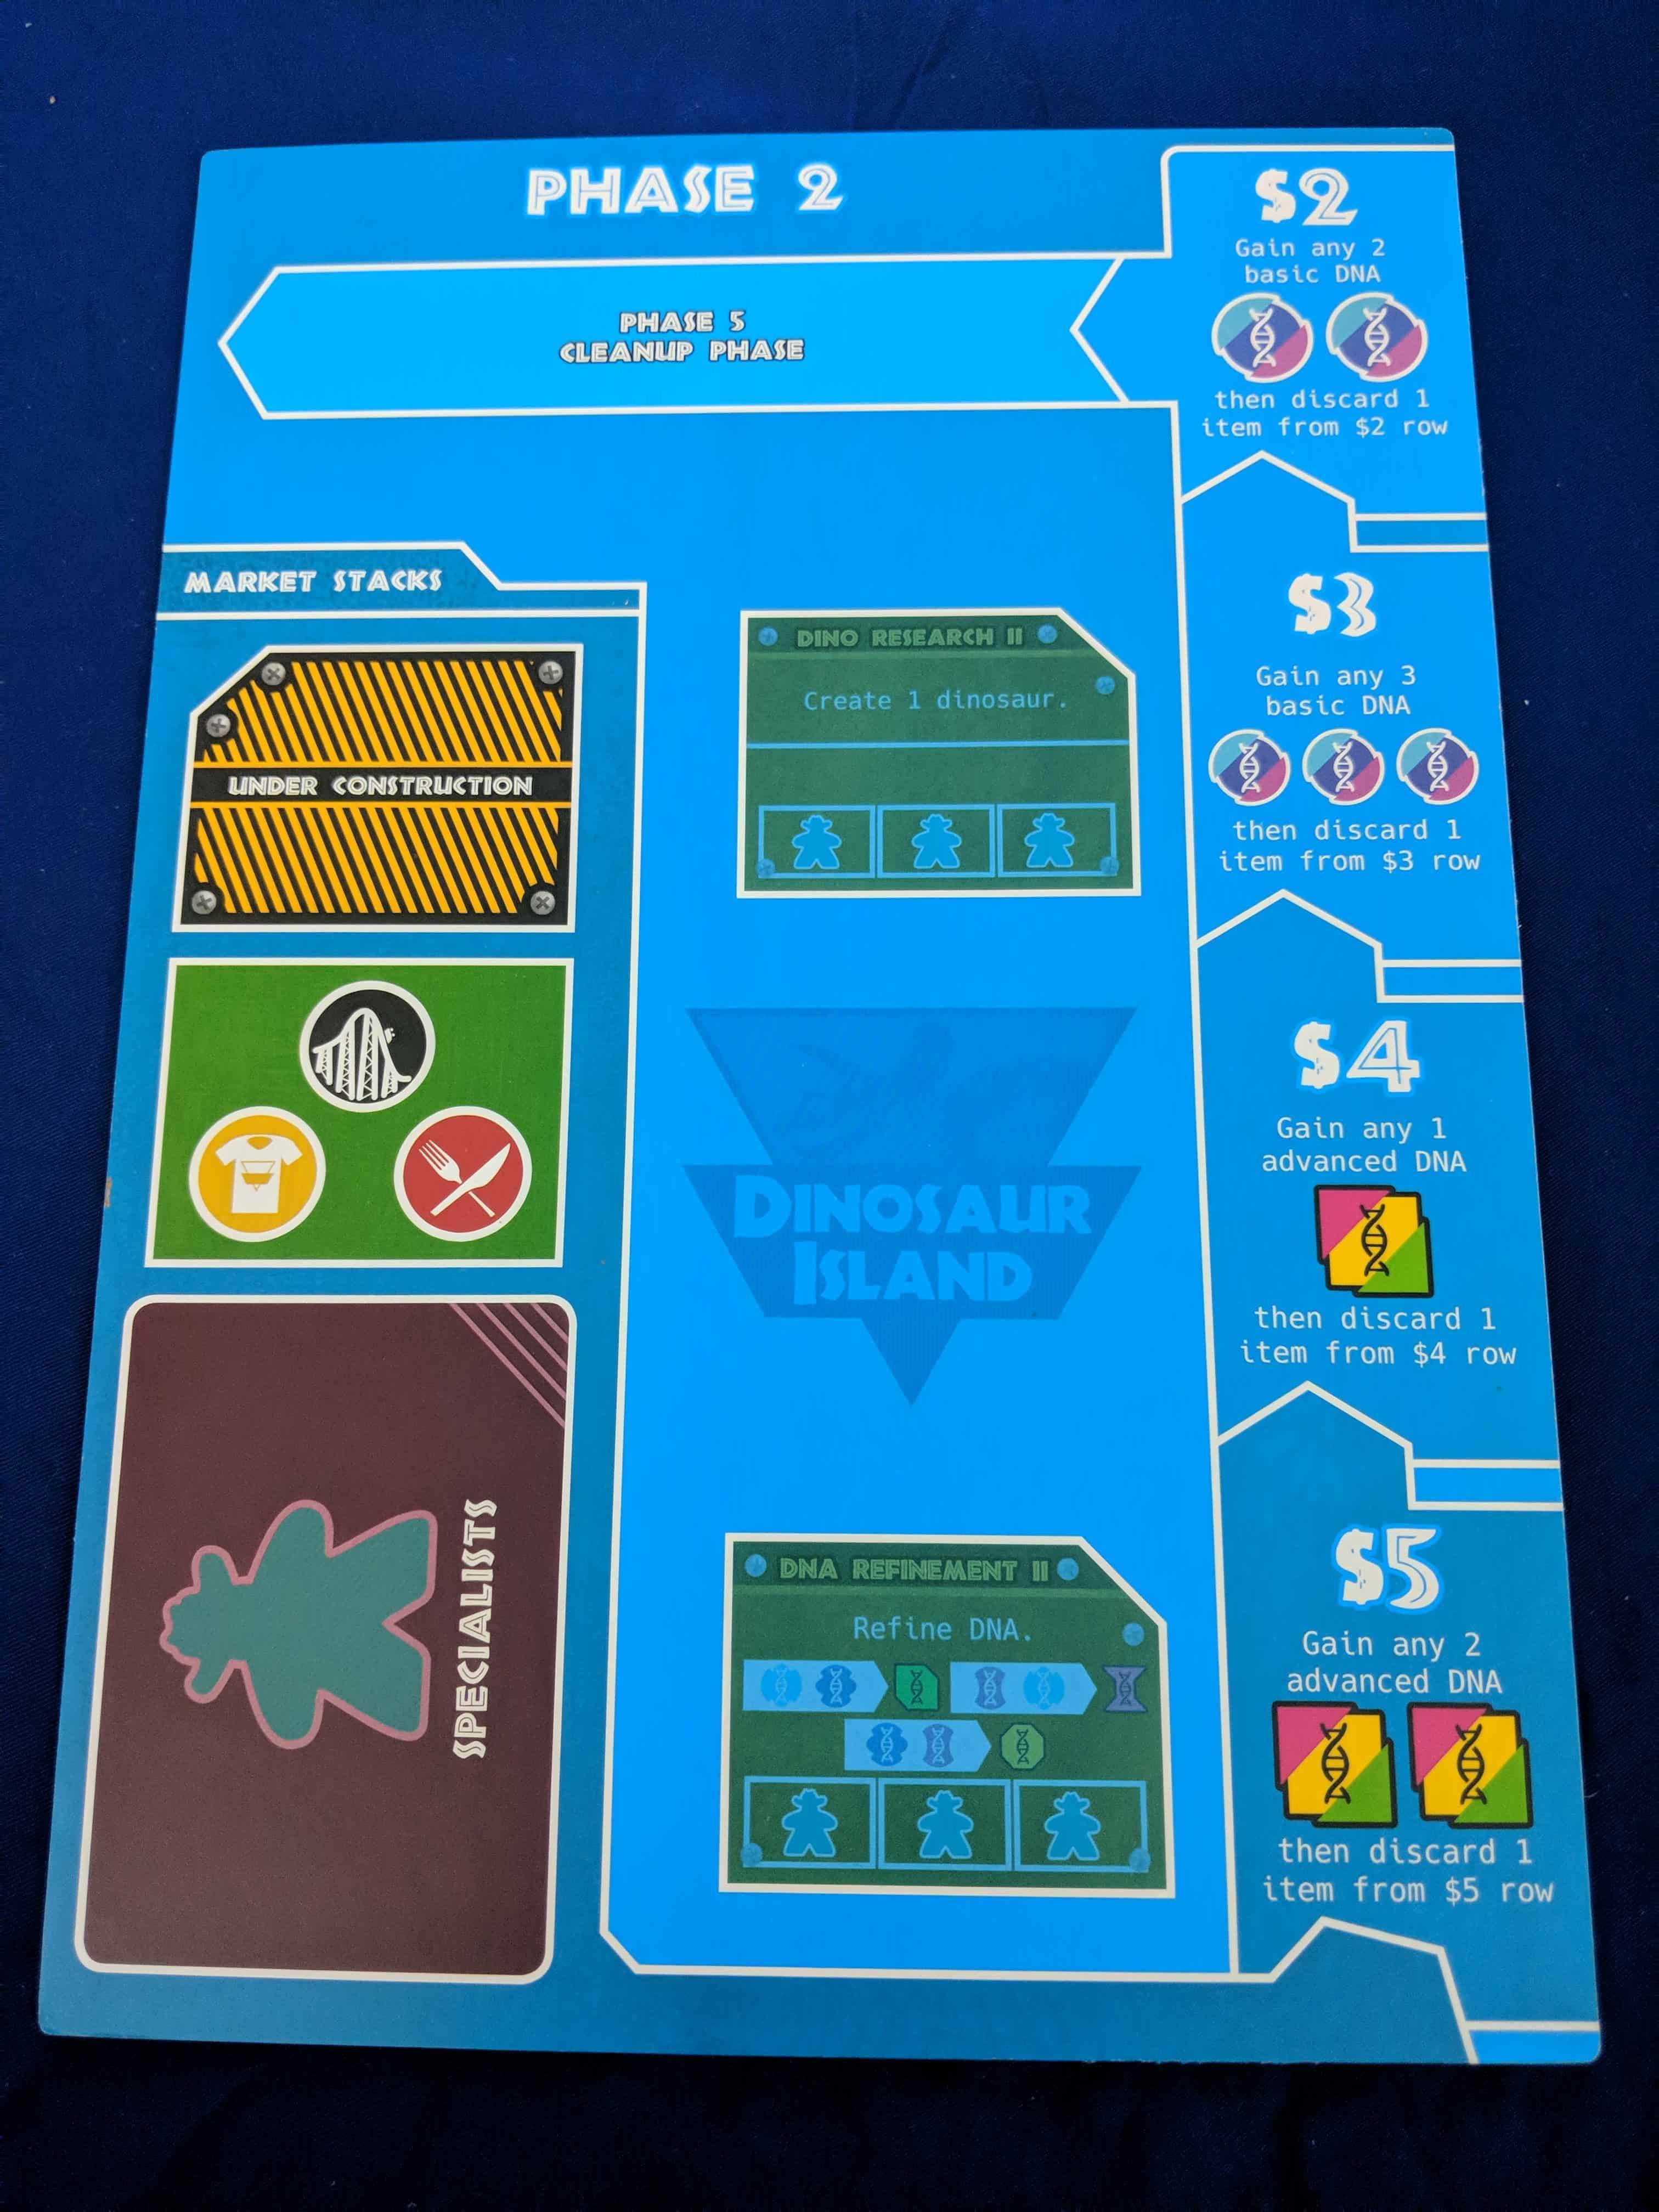 PHASE 2
PHASE 5
CLEANUP PHASE
MARKET STACKS
UNDER CONSTRUCTION
SPECIALISTS
DINO RESEARCH II
Create 1 dinosaur.
DINOSAUR
ISLAND
DNA REFINEMENT II
Refine DNA.
$2
Gain any 2
basic DNA
then discard 1
item from $2 row
$3
Gain any 3
basic DNA
then discard 1
item from $3 row
$4
Gain any 1
advanced DNA
then discard 1
item from $4 row
$5
Gain any 2
advanced DNA
then discard 1
item from $5 row